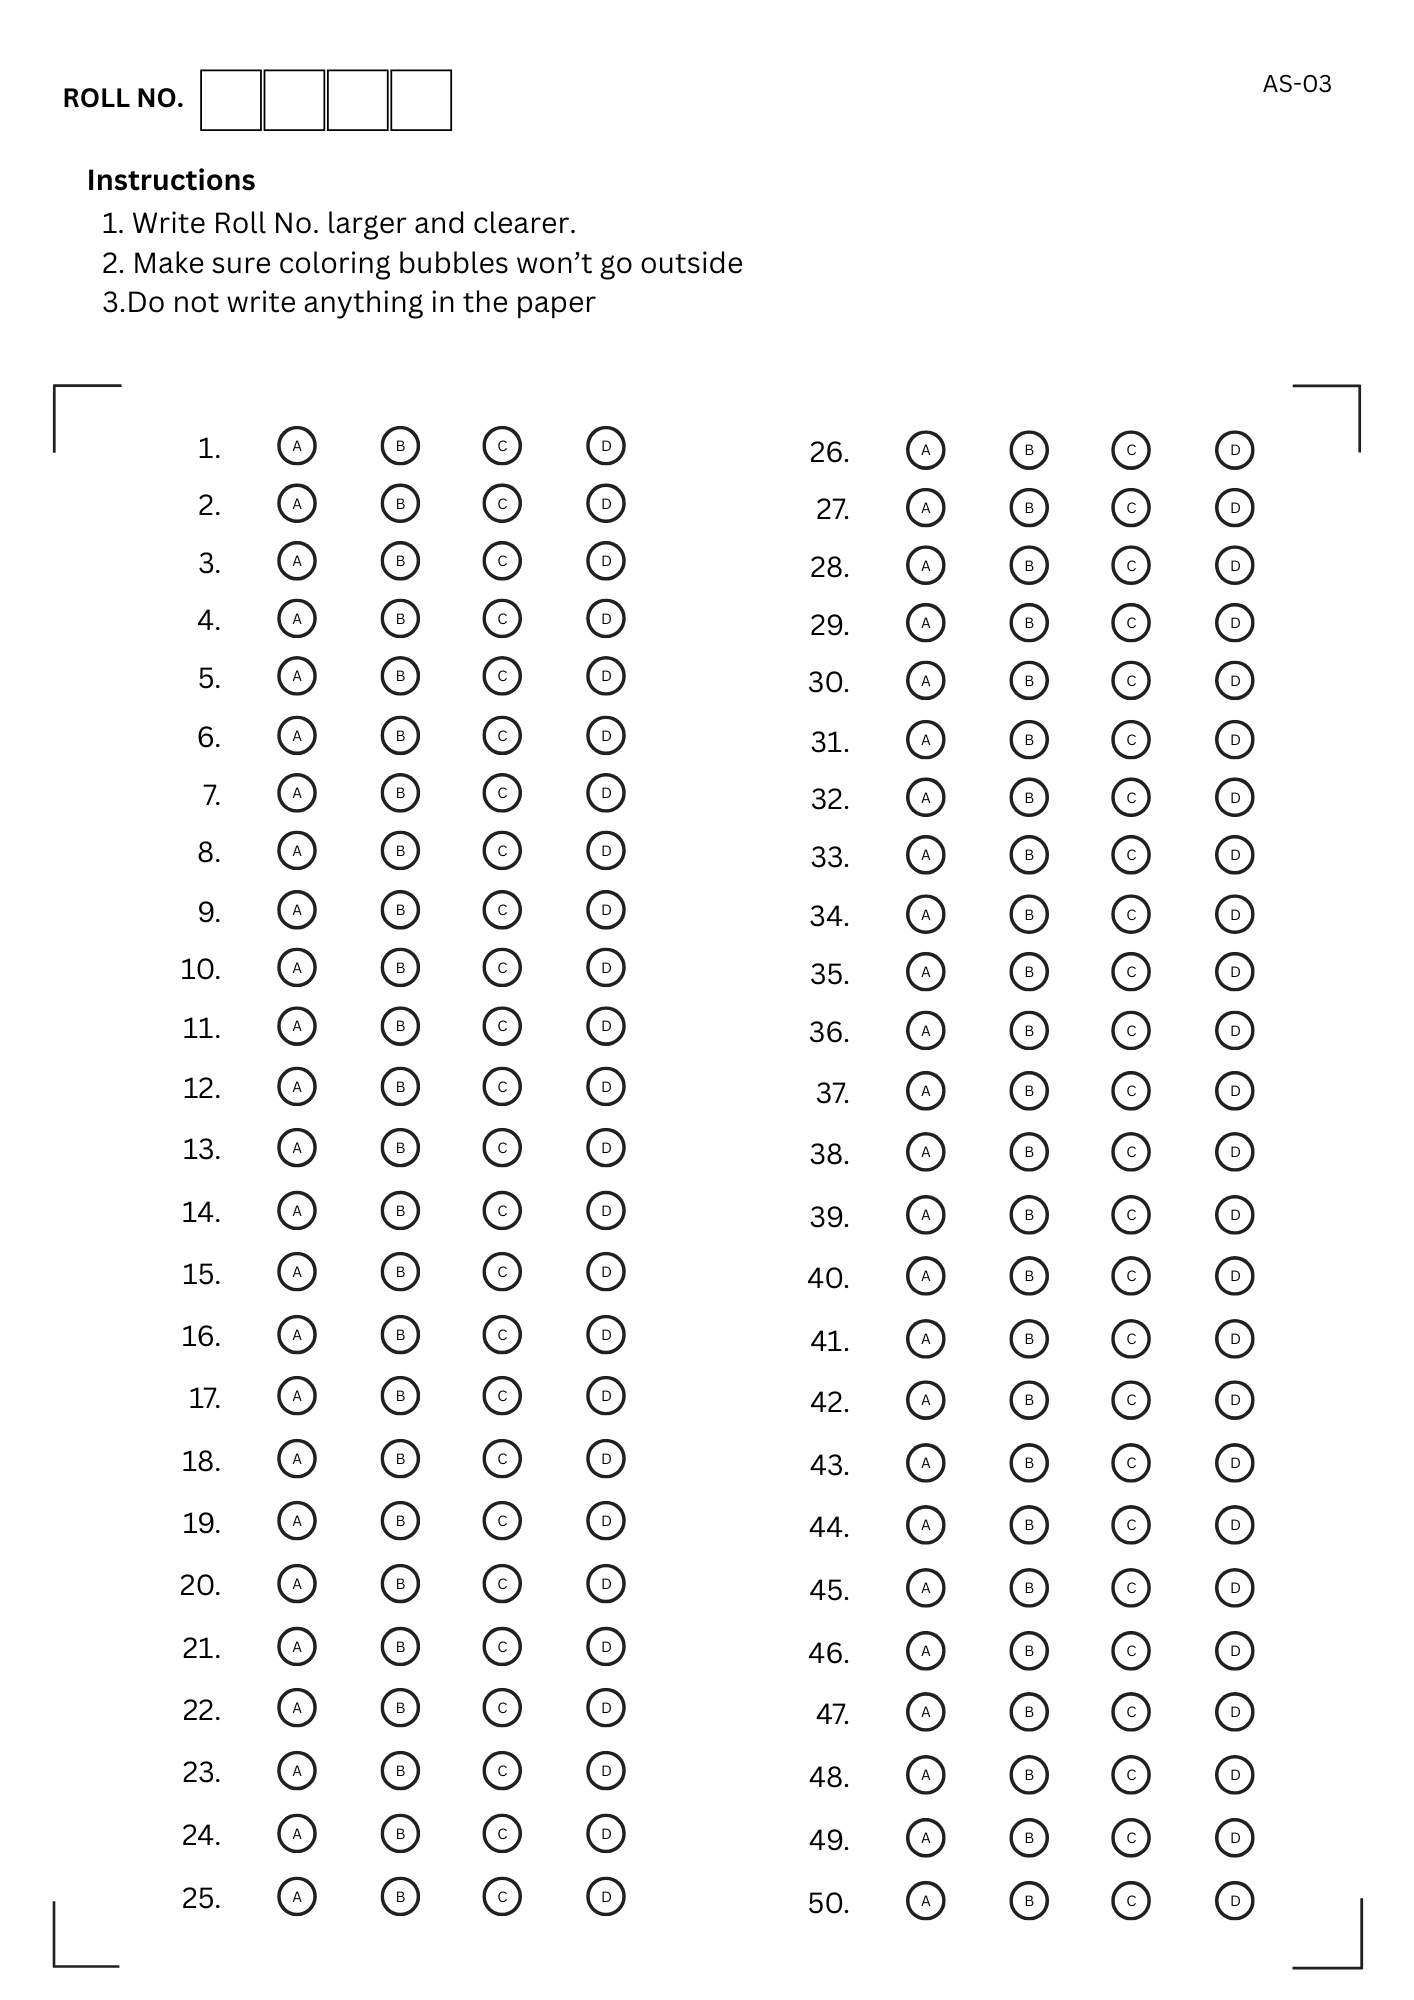 ROLL NO.
AS-03
Instructions
1. Write Roll No. larger and clearer.
2. Make sure coloring bubbles won’t go outside
3.Do not write anything in the paper
1. A B C D
2. A B C D
3. A B C D
4. A B C D
5. A B C D
6. A B C D
7. A B C D
8. A B C D
9. A B C D
10. A B C D
11. A B C D
12. A B C D
13. A B C D
14. A B C D
15. A B C D
16. A B C D
17. A B C D
18. A B C D
19. A B C D
20. A B C D
21. A B C D
22. A B C D
23. A B C D
24. A B C D
25. A B C D
26. A B C D
27. A B C D
28. A B C D
29. A B C D
30. A B C D
31. A B C D
32. A B C D
33. A B C D
34. A B C D
35. A B C D
36. A B C D
37. A B C D
38. A B C D
39. A B C D
40. A B C D
41. A B C D
42. A B C D
43. A B C D
44. A B C D
45. A B C D
46. A B C D
47. A B C D
48. A B C D
49. A B C D
50. A B C D